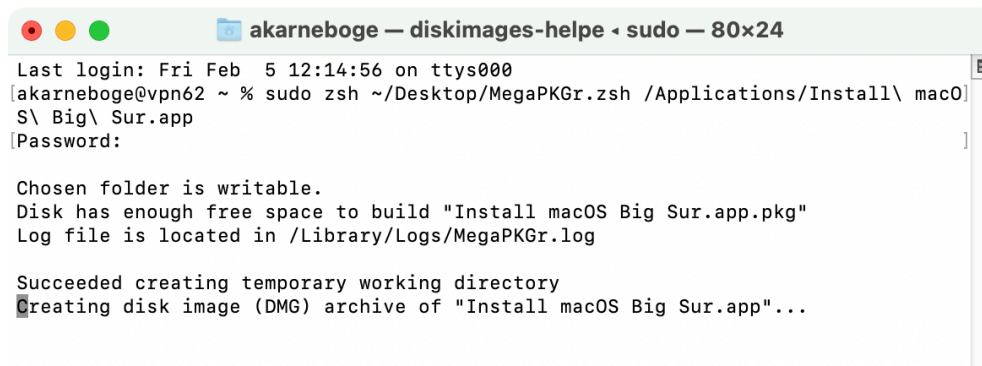 akarneboge — diskimages-helpe ◂ sudo — 80×24
Last login: Fri Feb  5 12:14:56 on ttys000
[akarneboge@vpn62 ~ % sudo zsh ~/Desktop/MegaPKGr.zsh /Applications/Install\ macO]
S\ Big\ Sur.app
[Password:                                                                      ]
Chosen folder is writable.
Disk has enough free space to build "Install macOS Big Sur.app.pkg"
Log file is located in /Library/Logs/MegaPKGr.log
Succeeded creating temporary working directory
Creating disk image (DMG) archive of "Install macOS Big Sur.app"...